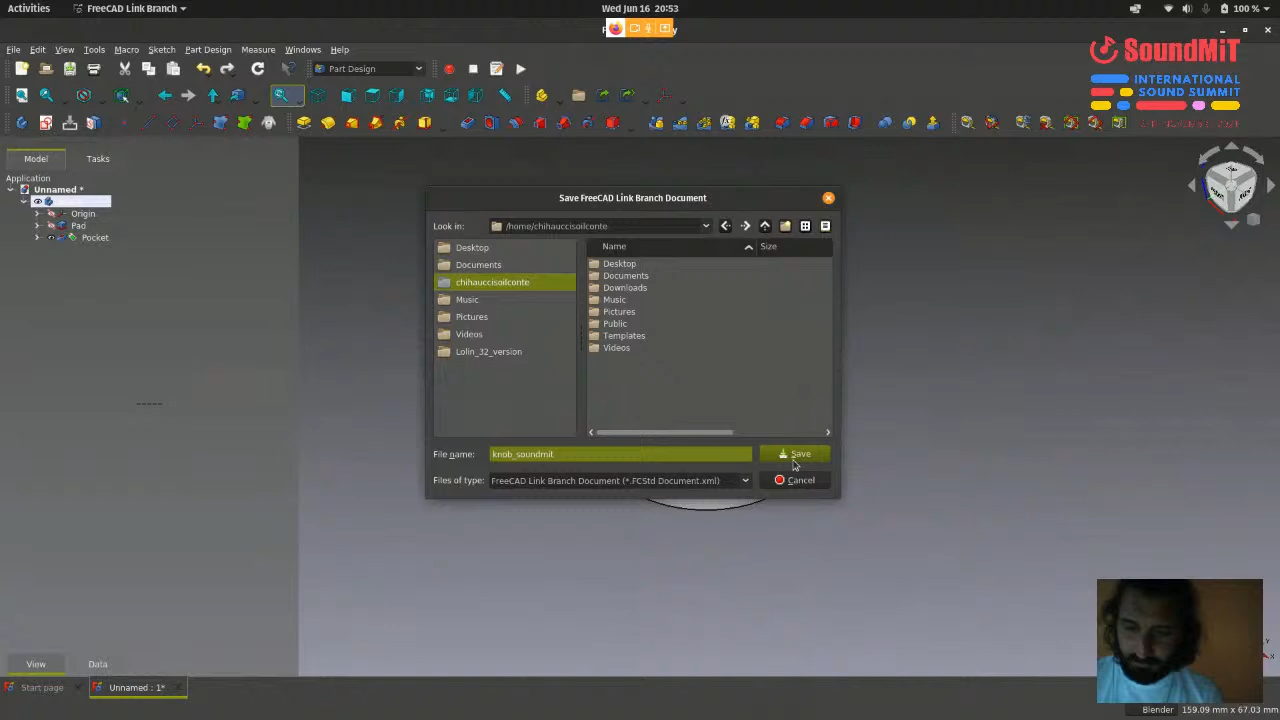 Activities
FreeCAD Link Branch
Wed Jun 16 20:53
100 %
File Edit View Tools Macro Sketch Part Design Measure Windows Help
SoundMiT
INTERNATIONAL
SOUND SUMMIT
Part Design
Model Tasks
Application
Unnamed *
Origin
Pad
Pocket
Save FreeCAD Link Branch Document
Look in: /home/chihauccisoilconte
Desktop
Documents
chihauccisoilconte
Music
Pictures
Videos
Lolin_32_version
Name Size
Desktop
Documents
Downloads
Music
Pictures
Public
Templates
Videos
File name: knob_soundmit Save
Files of type: FreeCAD Link Branch Document (*.FCStd Document.xml) Cancel
View Data
Start page Unnamed : 1*
Blender 159.09 mm x 67.03 mm